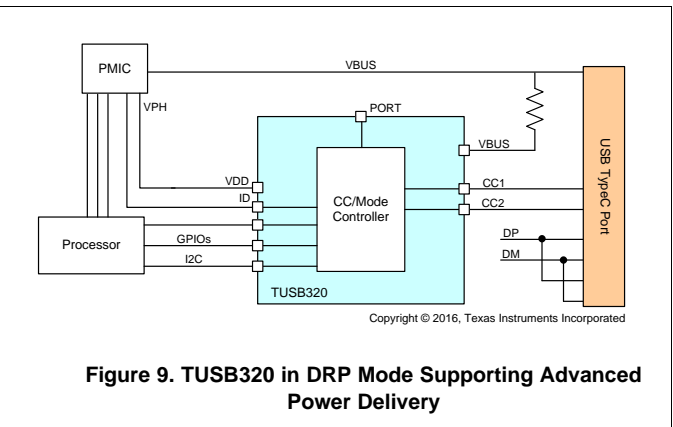 PMIC
VBUS
VPH
PORT
VBUS
VDD
ID
CC1
CC2
CC/Mode
Controller
Processor
GPIOs
I2C
DP
DM
USB TypeC Port
TUSB320
Copyright © 2016, Texas Instruments Incorporated
Figure 9. TUSB320 in DRP Mode Supporting Advanced
Power Delivery